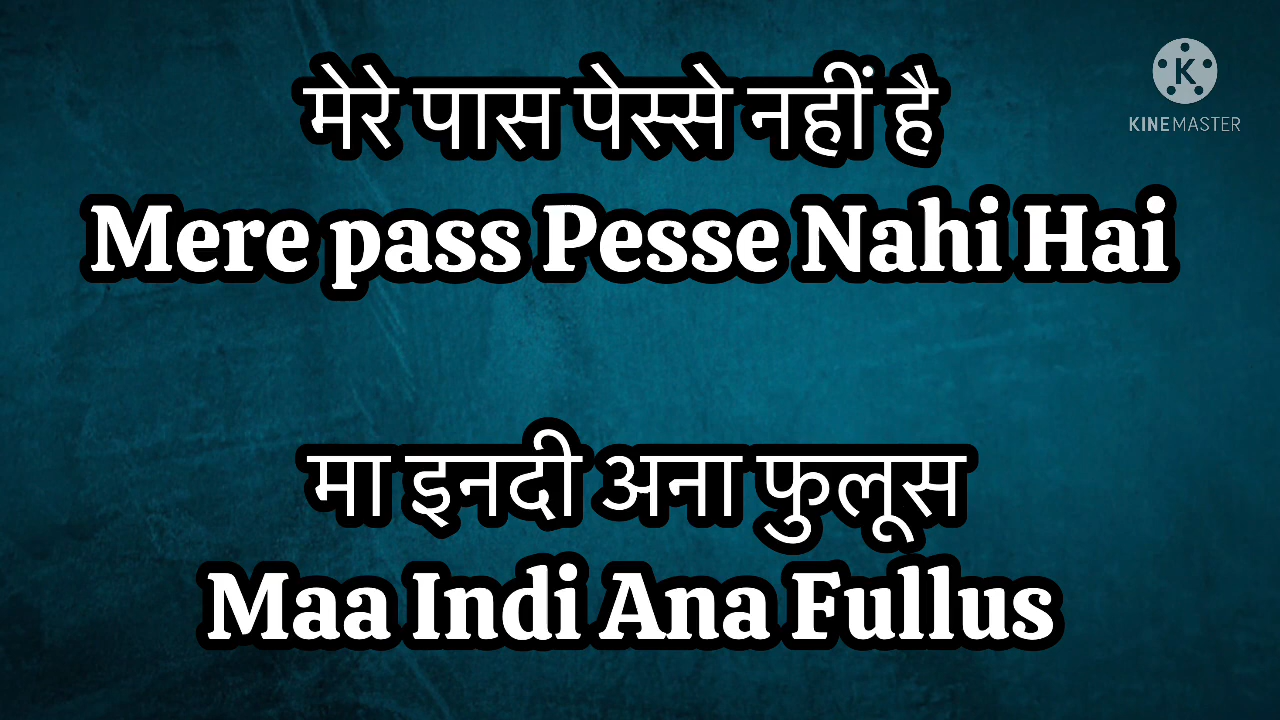 मेरे पास पेस्से नहीं है
KINEMASTER
Mere pass Pesse Nahi Hai
मा इनदी अना फुलूस
Maa Indi Ana Fullus